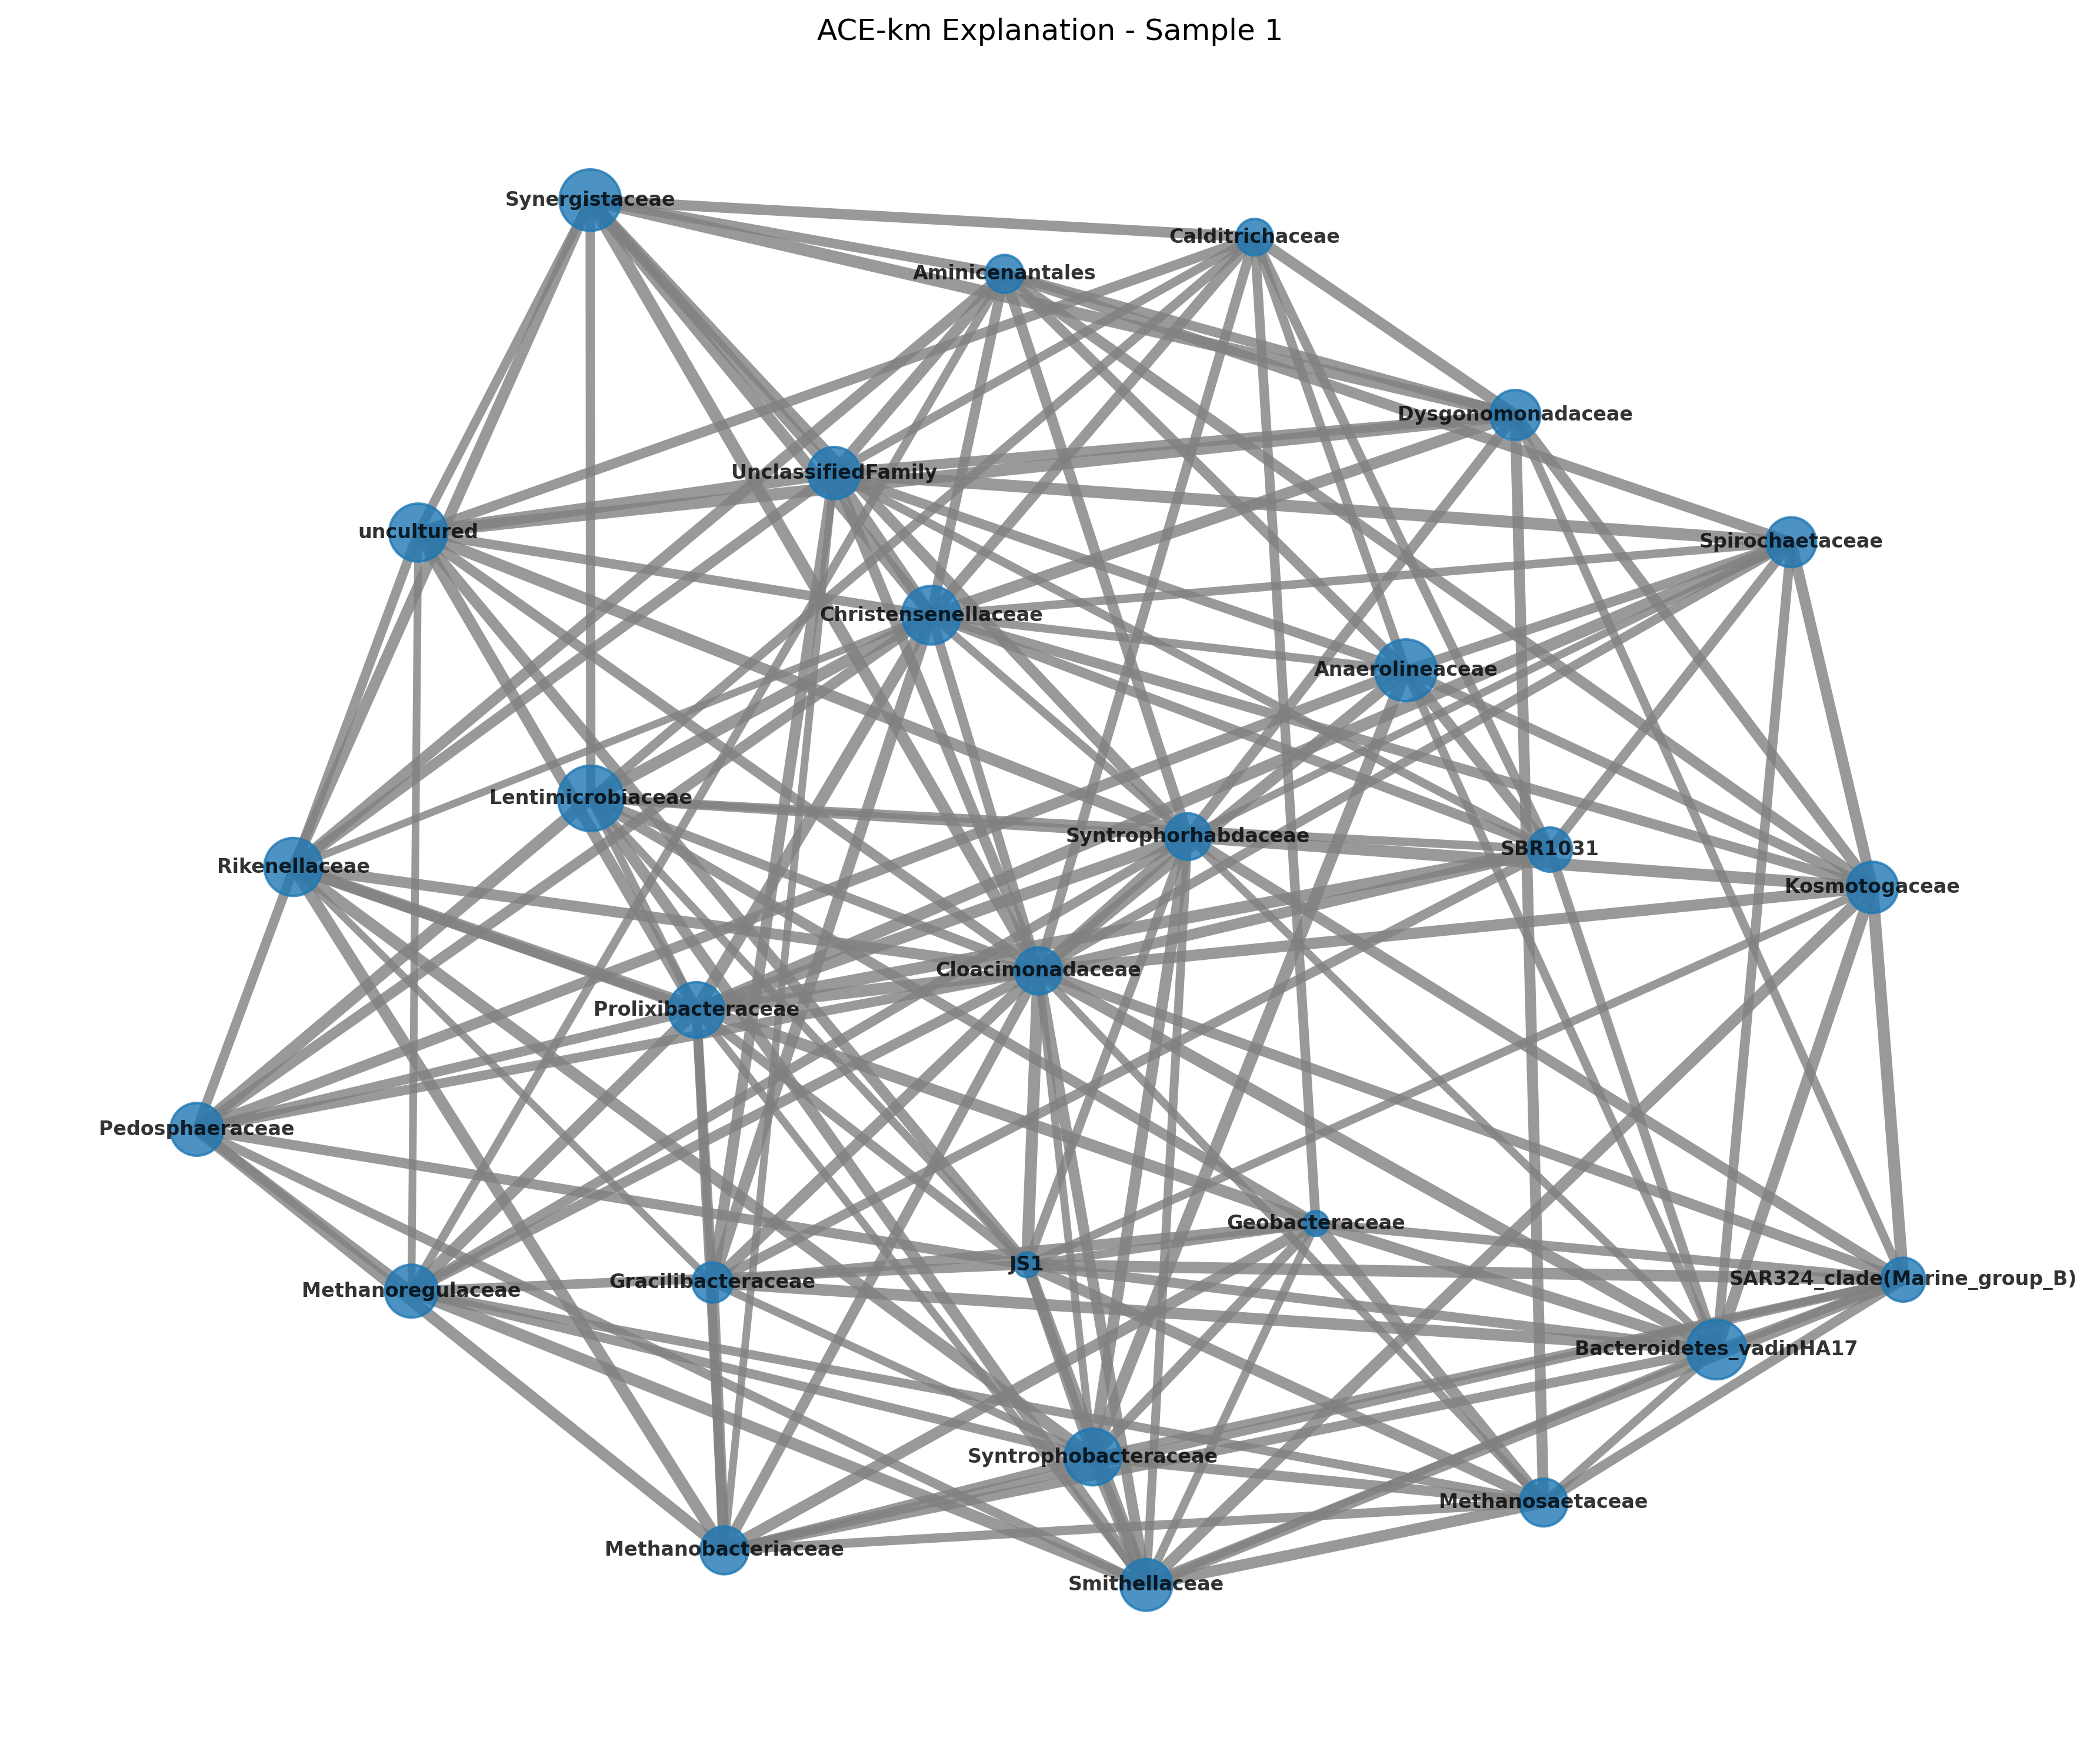 ACE-km Explanation - Sample 1
Synergistaceae
Calditrichaceae
Aminicenantales
Dysgonomonadaceae
UnclassifiedFamily
uncultured
Spirochaetaceae
Christensenellaceae
Anaerolineaceae
Lentimicrobiaceae
Syntrophorhabdaceae
SBR1031
Rikenellaceae
Kosmotogaceae
Cloacimonadaceae
Prolixibacteraceae
Pedosphaeraceae
Geobacteraceae
JS1
SAR324_clade(Marine_group_B)
Gracilibacteraceae
Methanoregulaceae
Bacteroidetes_vadinHA17
Syntrophobacteraceae
Methanosaetaceae
Methanobacteriaceae
Smithellaceae